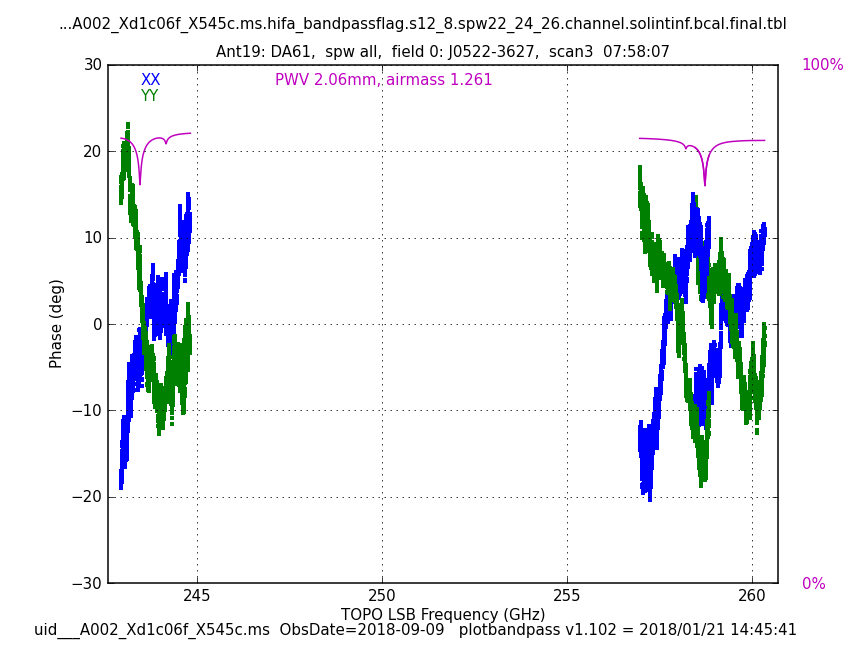 ...A002_Xd1c06f_X545c.ms.hifa_bandpassflag.s12_8.spw22_24_26.channel.solintinf.bcal.final.tbl
Ant19: DA61,  spw all,  field 0: J0522-3627,  scan3  07:58:07
30
XX
PWV 2.06mm, airmass 1.261
100%
YY
20
10
0
Phase (deg)
−10
−20
−30
0%
245
250
255
260
TOPO LSB Frequency (GHz)
uid___A002_Xd1c06f_X545c.ms  ObsDate=2018-09-09   plotbandpass v1.102 = 2018/01/21 14:45:41